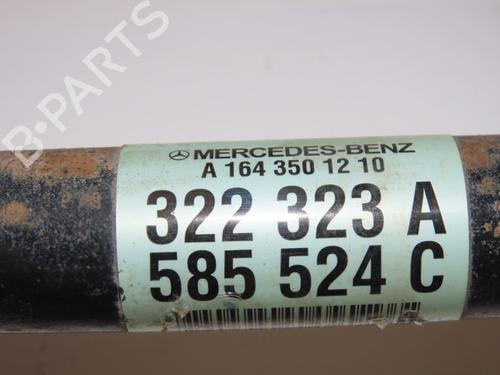 B-PARTS
MERCEDES-BENZ
A 164 350 12 10
322 323 A
585 524 C